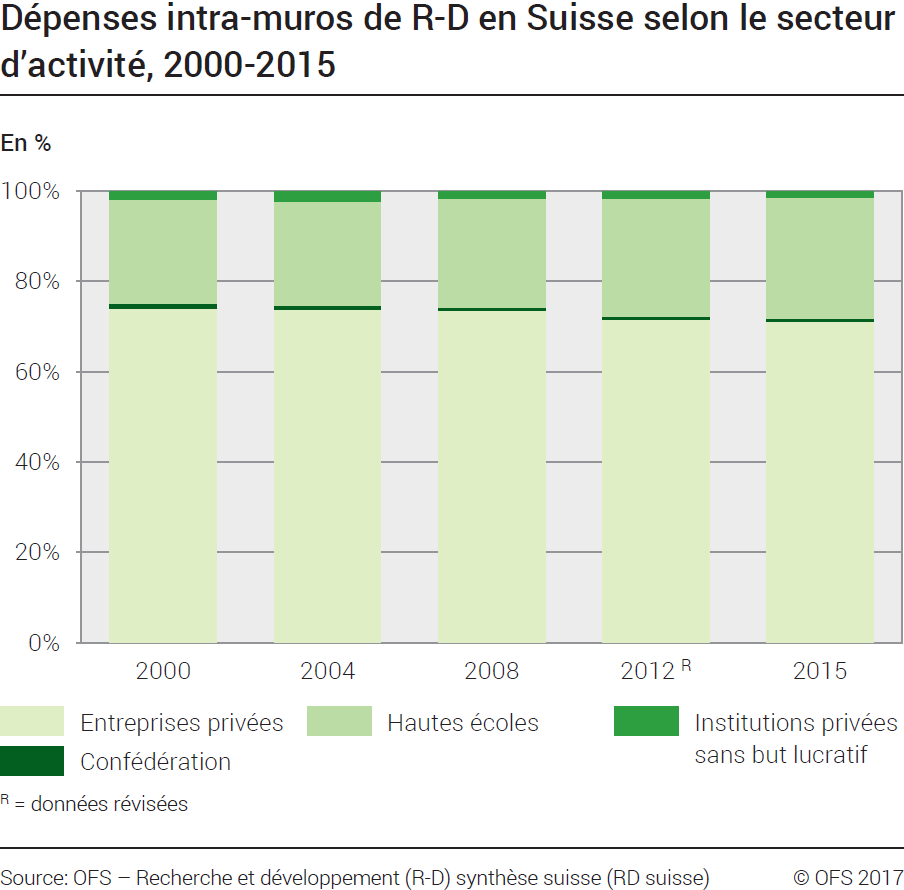 Dépenses intra-muros de R-D en Suisse selon le secteur
d’activité, 2000-2015
En %
100%
80%
60%
40%
20%
0%
2000 2004 2008 2012 ᴿ 2015
Entreprises privées Hautes écoles Institutions privées
sans but lucratif
Confédération
ᴿ = données révisées
Source: OFS – Recherche et développement (R-D) synthèse suisse (RD suisse) © OFS 2017